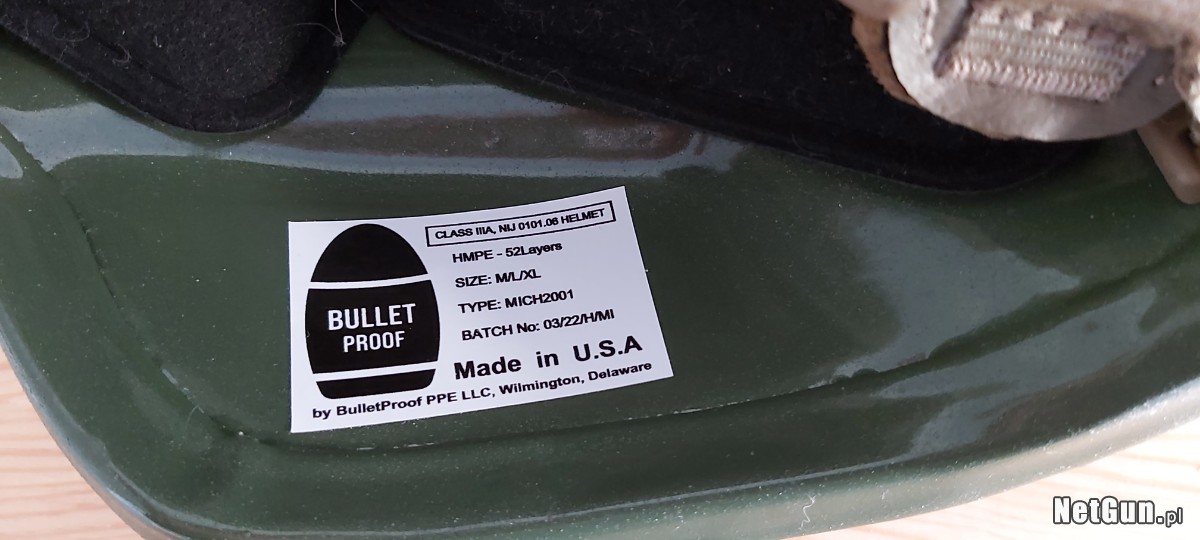 CLASS IIIA, NIJ 0101.06 HELMET
HMPE - 52Layers
SIZE: M/L/XL
TYPE: MICH2001
BATCH No: 03/22/H/MI
BULLET
PROOF
Made in U.S.A
by BulletProof PPE LLC, Wilmington, Delaware
NetGun.pl